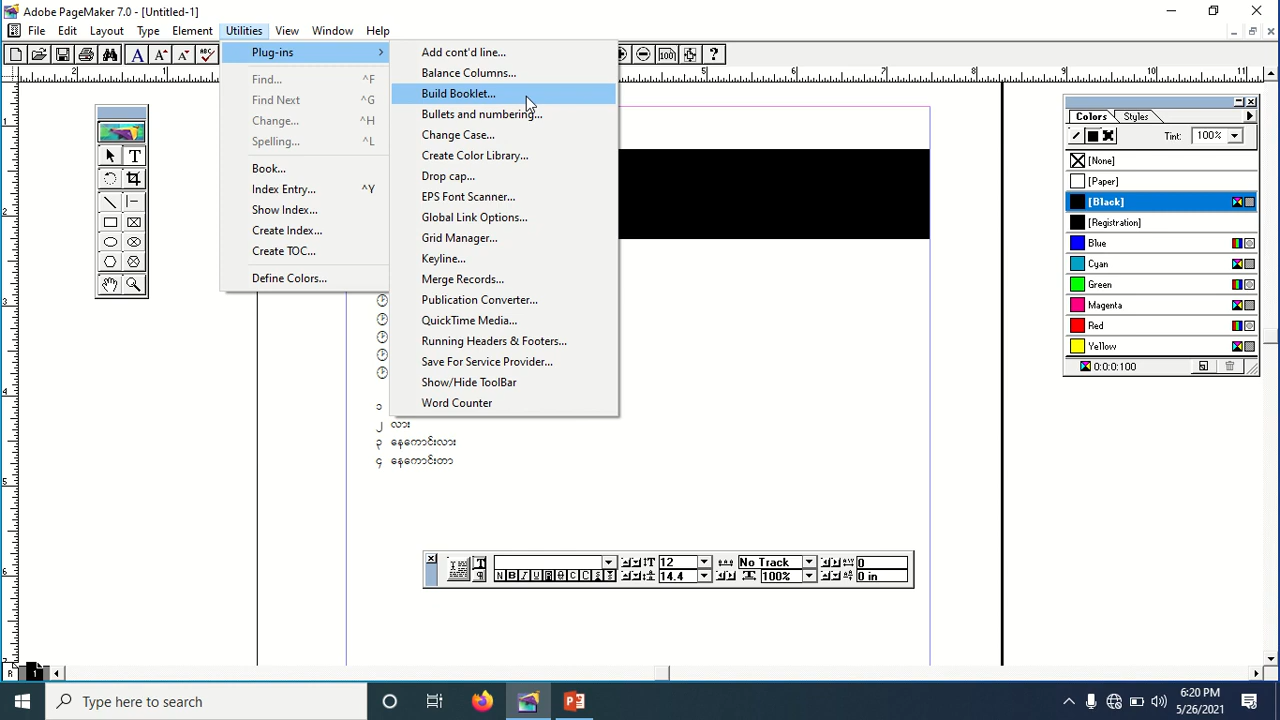 Adobe PageMaker 7.0 - [Untitled-1]
File Edit Layout Type Element Utilities View Window Help
Plug-ins
Find... ^F
Find Next ^G
Change... ^H
Spelling... ^L
Book...
Index Entry... ^Y
Show Index...
Create Index...
Create TOC...
Define Colors...
Add cont'd line...
Balance Columns...
Build Booklet...
Bullets and numbering...
Change Case...
Create Color Library...
Drop cap...
EPS Font Scanner...
Global Link Options...
Grid Manager...
Keyline...
Merge Records...
Publication Converter...
QuickTime Media...
Running Headers & Footers...
Save For Service Provider...
Show/Hide ToolBar
Word Counter
Colors Styles
Tint: 100%
[None]
[Paper]
[Black]
[Registration]
Blue
Cyan
Green
Magenta
Red
Yellow
0:0:0:100
၁
၂ လား
၃ နေကောင်းလား
၄ နေကောင်းတာ
12 No Track 0
14.4 100% 0 in
R 1
Type here to search
6:20 PM
5/26/2021